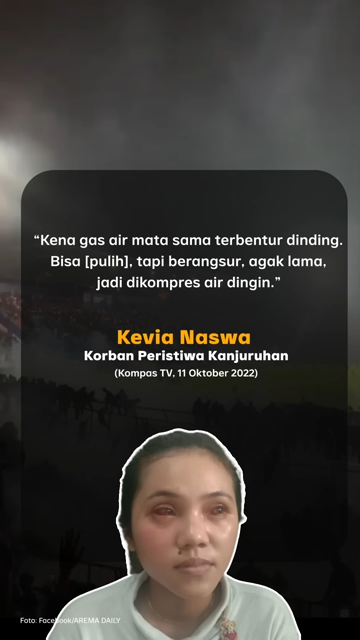 “Kena gas air mata sama terbentur dinding.
Bisa [pulih], tapi berangsur, agak lama,
jadi dikompres air dingin.”
Kevia Naswa
Korban Peristiwa Kanjuruhan
(Kompas TV, 11 Oktober 2022)
Foto: Facebook/AREMA DAILY